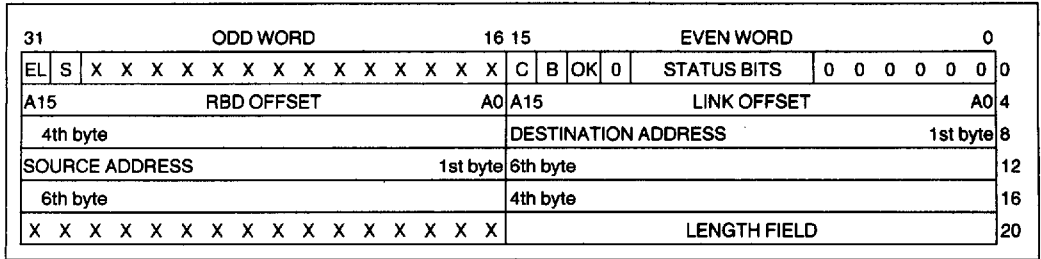 31 ODD WORD 16 15 EVEN WORD 0
EL S X X X X X X X X X X X X X X C B OK 0 STATUS BITS 0 0 0 0 0 0 0
A15 RBD OFFSET A0 A15 LINK OFFSET A0 4
4th byte DESTINATION ADDRESS 1st byte 8
SOURCE ADDRESS 1st byte 6th byte 12
6th byte 4th byte 16
X X X X X X X X X X X X X X X X LENGTH FIELD 20